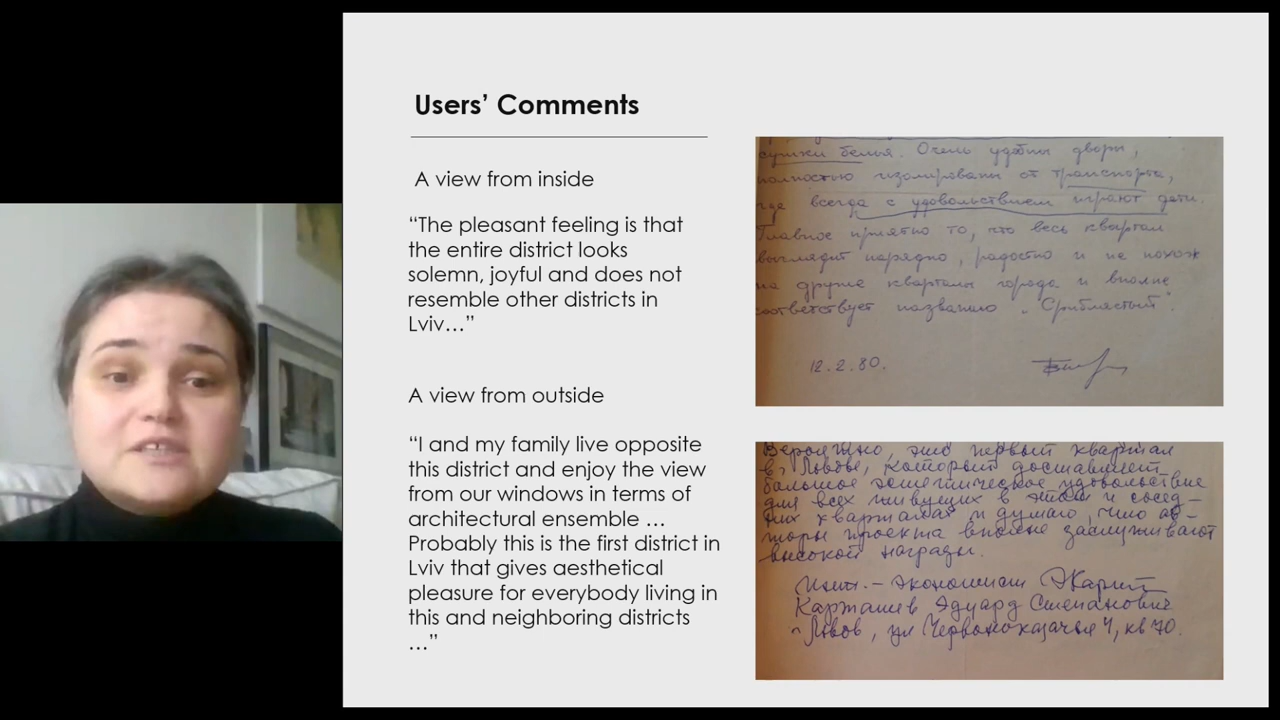 Users’ Comments
A view from inside
“The pleasant feeling is that
the entire district looks
solemn, joyful and does not
resemble other districts in
Lviv…”
A view from outside
“I and my family live opposite
this district and enjoy the view
from our windows in terms of
architectural ensemble …
Probably this is the first district in
Lviv that gives aesthetical
pleasure for everybody living in
this and neighboring districts
…”
сушки белья. Очень удобны дворы,
полностью изолированы от транспорта,
где всегда с удовольствием играют дети.
Главное приятно то, что весь квартал
выглядит нарядно, радостно и не похож
на другие кварталы города и вполне
соответствует названию „Сріблястый".
12.2.80.
Вероятно, это первый квартал
в г. Львове, который доставляет
большое эстетическое удовольствие
для всех живущих в этом и сосед-
них кварталах и думаю, что ав-
торы проекта вполне заслуживают
высокой награды.
Инж.-экономист
Карташев Эдуард Степанович
г. Львов, ул Червоноказачья 4, кв 70.